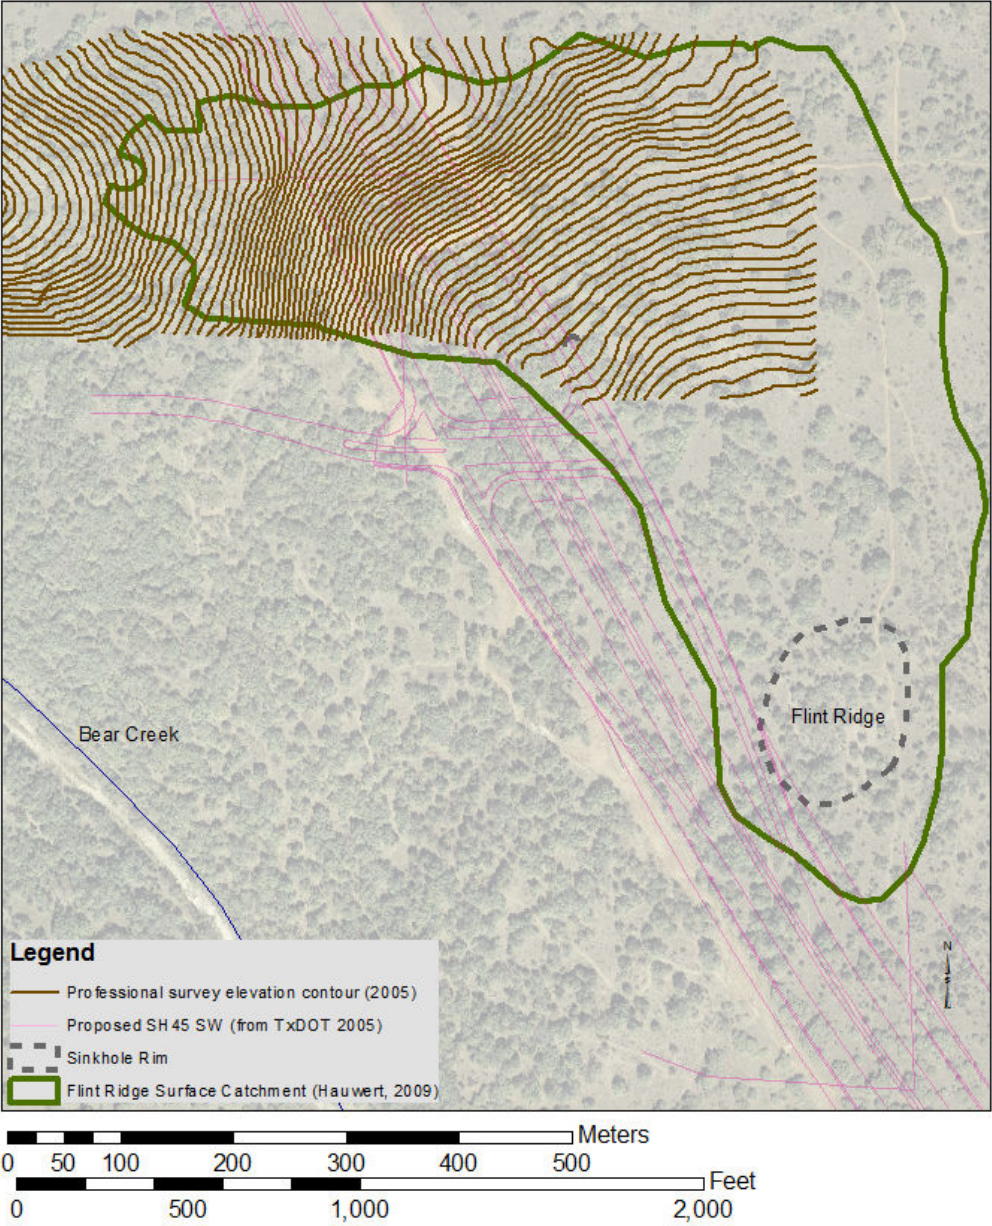 Flint Ridge
Bear Creek
Legend
Professional survey elevation contour (2005)
Proposed SH45 SW (from TxDOT 2005)
Sinkhole Rim
Flint Ridge Surface Catchment (Hauwert, 2009)
N
Meters
0 50 100 200 300 400 500
Feet
0 500 1,000 2,000